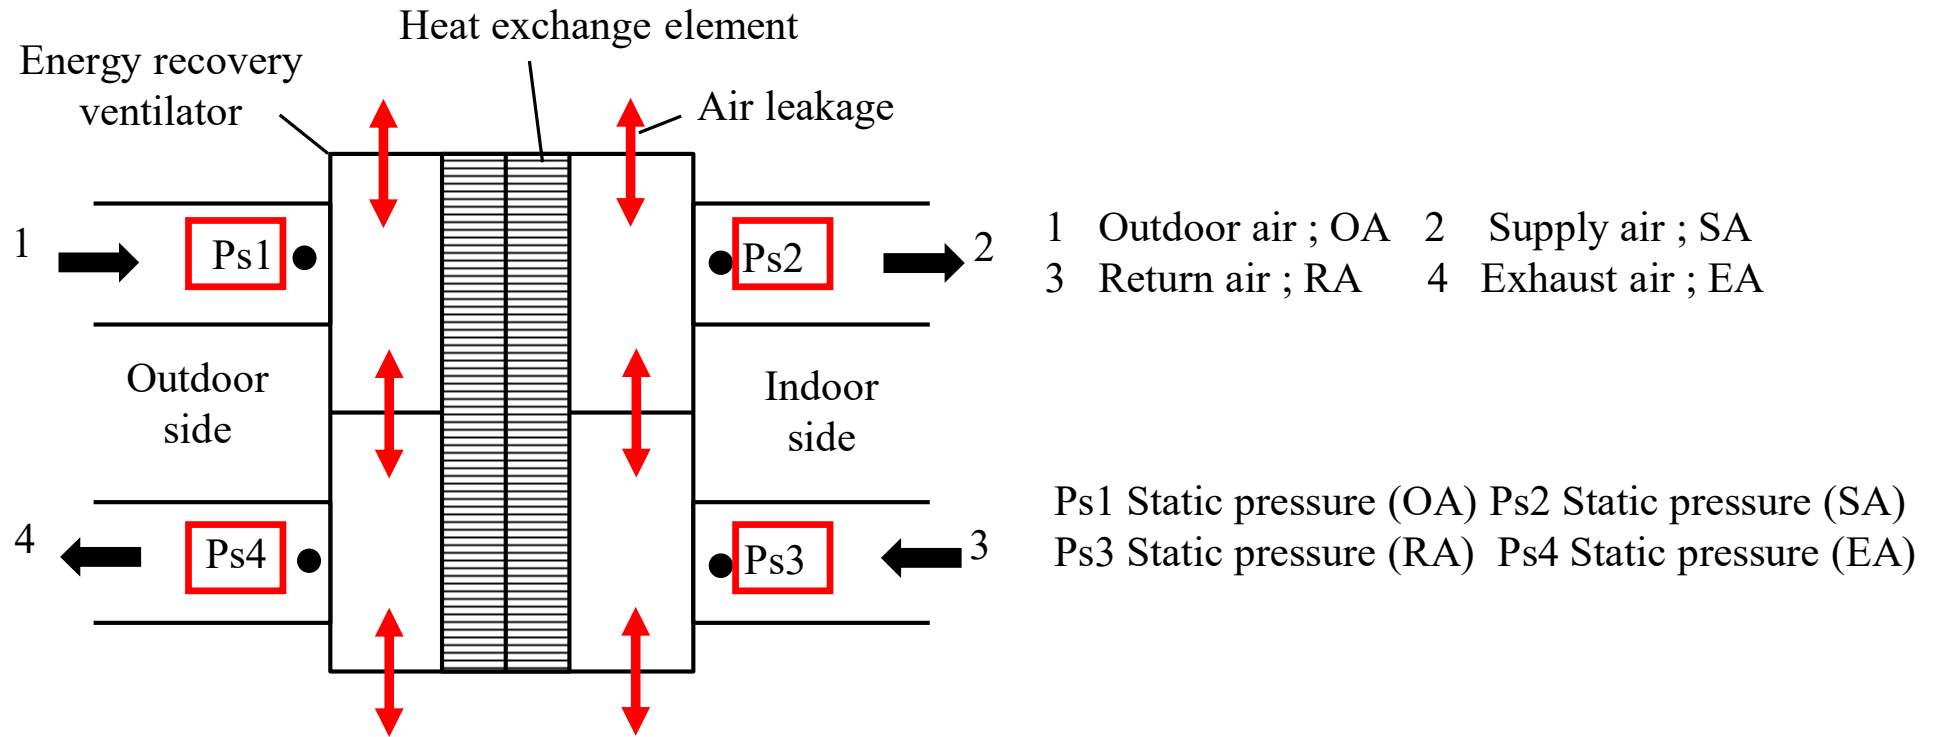 Heat exchange element
Energy recovery
ventilator
Air leakage
1
Ps1
Ps2
2
1 Outdoor air ; OA 2 Supply air ; SA
3 Return air ; RA 4 Exhaust air ; EA
Outdoor
side
Indoor
side
4
Ps4
Ps3
3
Ps1 Static pressure (OA) Ps2 Static pressure (SA)
Ps3 Static pressure (RA) Ps4 Static pressure (EA)